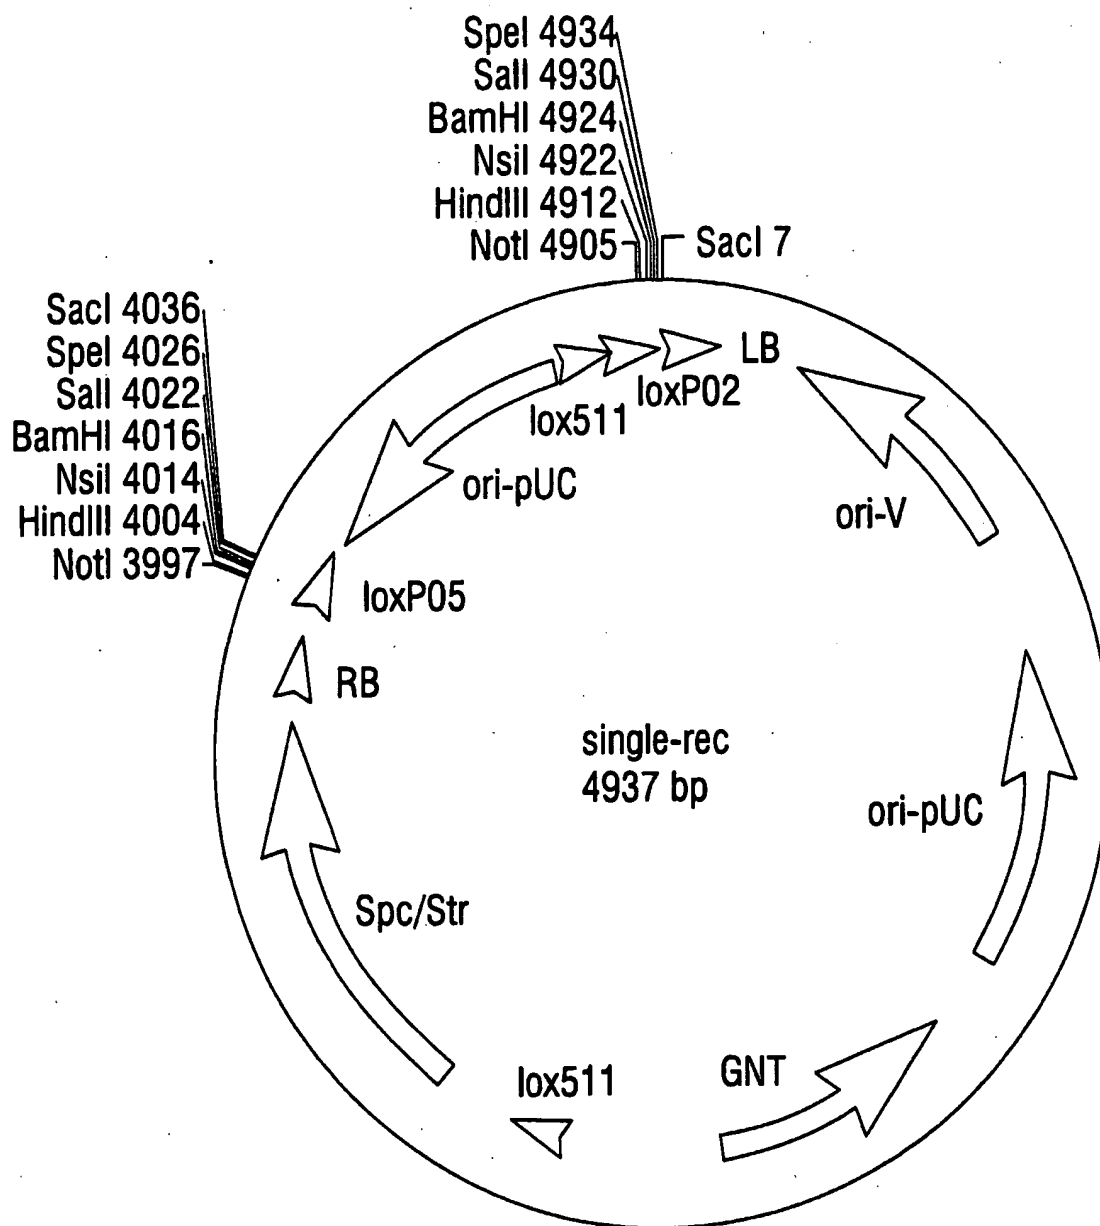 SpeI 4934
SalI 4930
BamHI 4924
NsiI 4922
HindIII 4912
NotI 4905
SacI 7
SacI 4036
SpeI 4026
SalI 4022
BamHI 4016
NsiI 4014
HindIII 4004
NotI 3997
LB
loxP02
lox511
ori-pUC
ori-V
loxP05
RB
single-rec
4937 bp
ori-pUC
Spc/Str
lox511
GNT